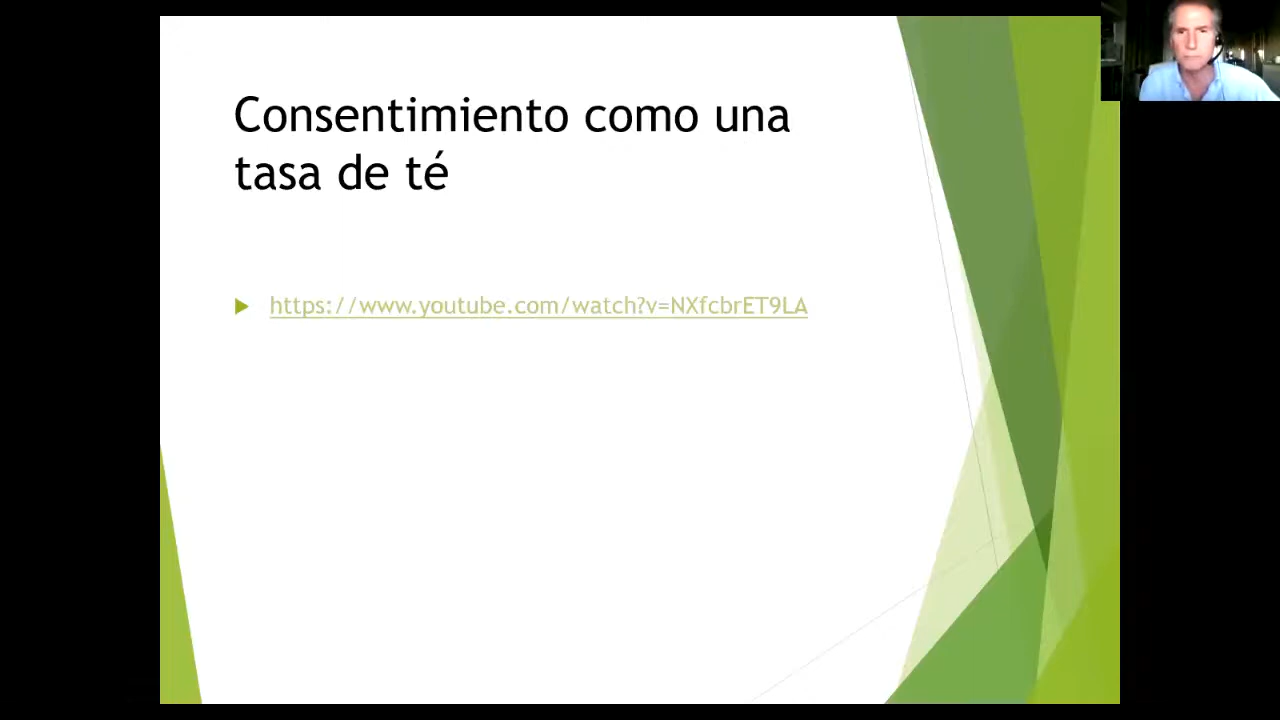 Consentimiento como una
tasa de té
https://www.youtube.com/watch?v=NXfcbrET9LA